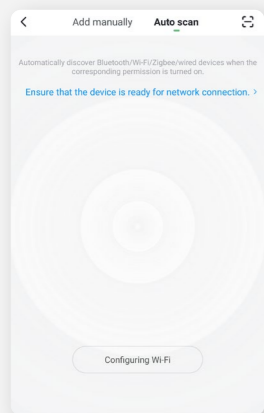 Add manually Auto scan
Automatically discover Bluetooth/Wi-Fi/Zigbee/wired devices when the
corresponding permission is turned on.
Ensure that the device is ready for network connection. >
Configuring Wi-Fi